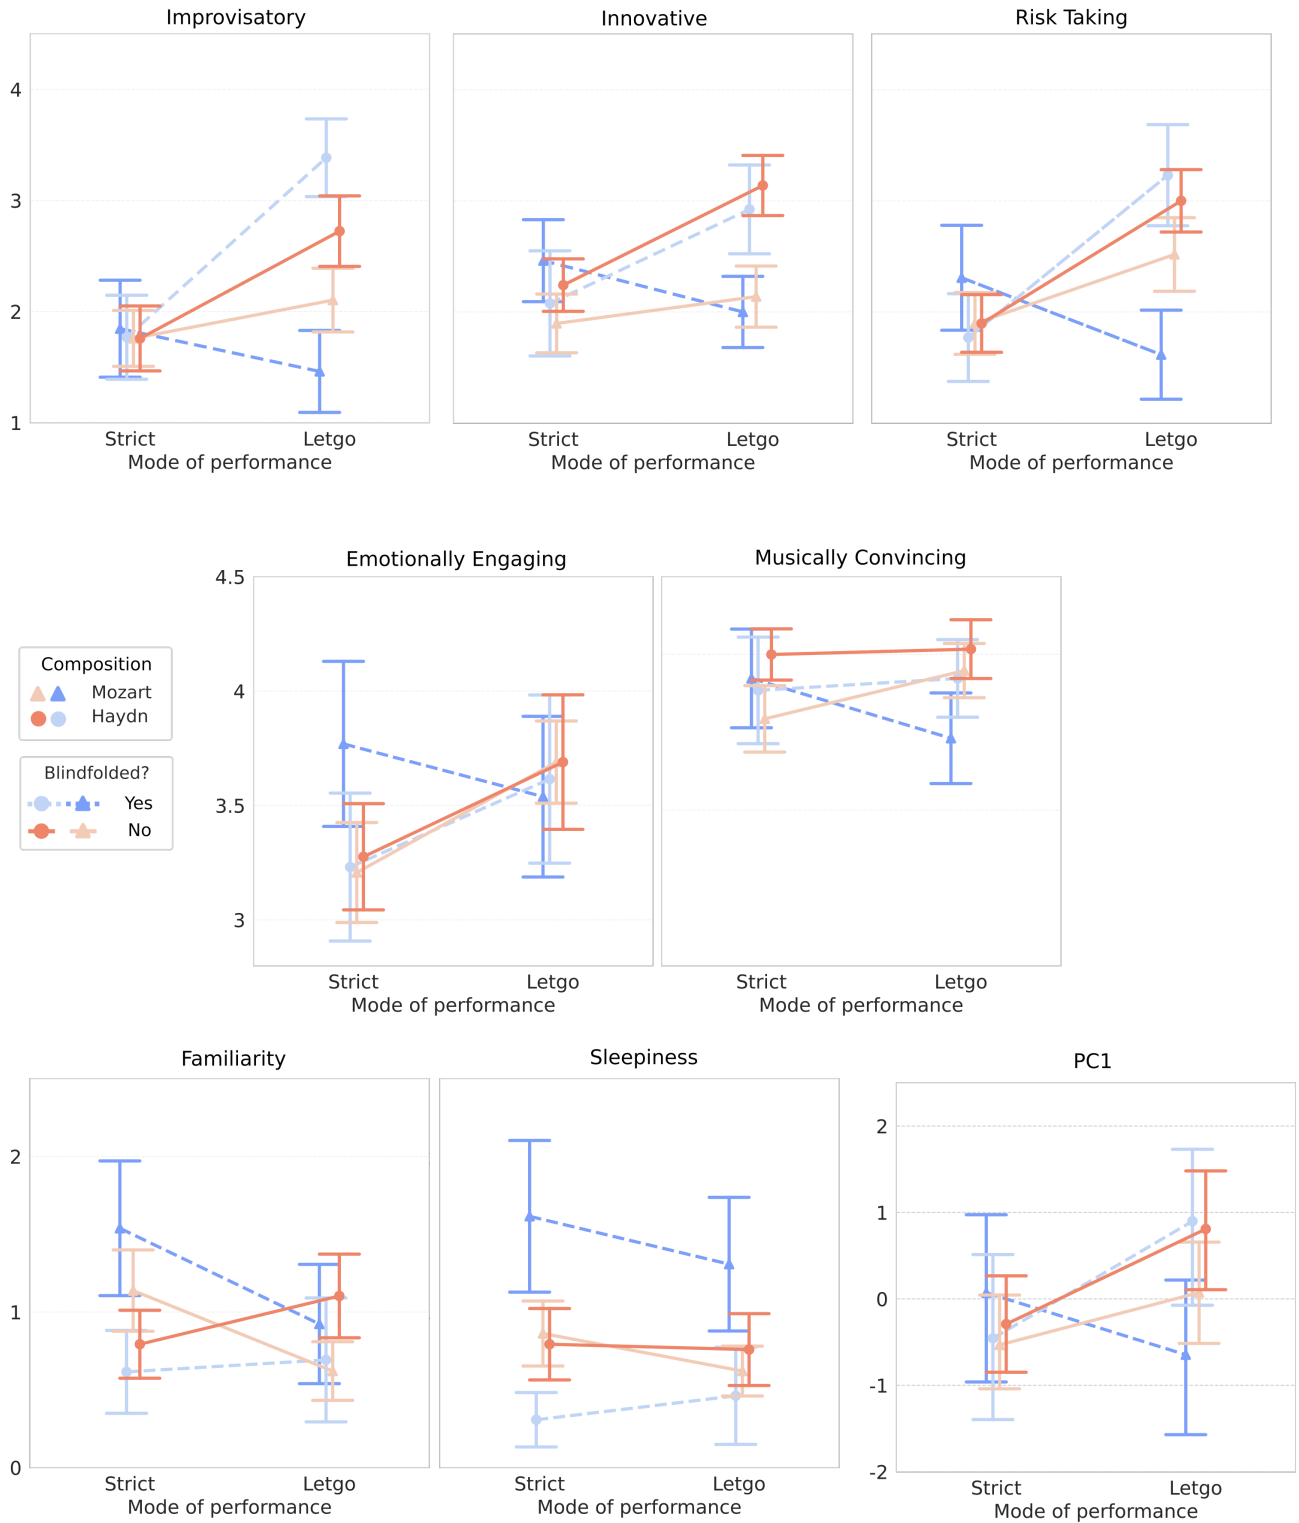 Improvisatory Innovative Risk Taking
4
3
2
1
Strict Letgo Strict Letgo Strict Letgo
Mode of performance Mode of performance Mode of performance
Emotionally Engaging Musically Convincing
4.5
4
3.5
3
Strict Letgo Strict Letgo
Mode of performance Mode of performance
Composition
Mozart
Haydn
Blindfolded?
Yes
No
Familiarity Sleepiness PC1
2
1
0
2
1
0
-1
-2
Strict Letgo Strict Letgo Strict Letgo
Mode of performance Mode of performance Mode of performance